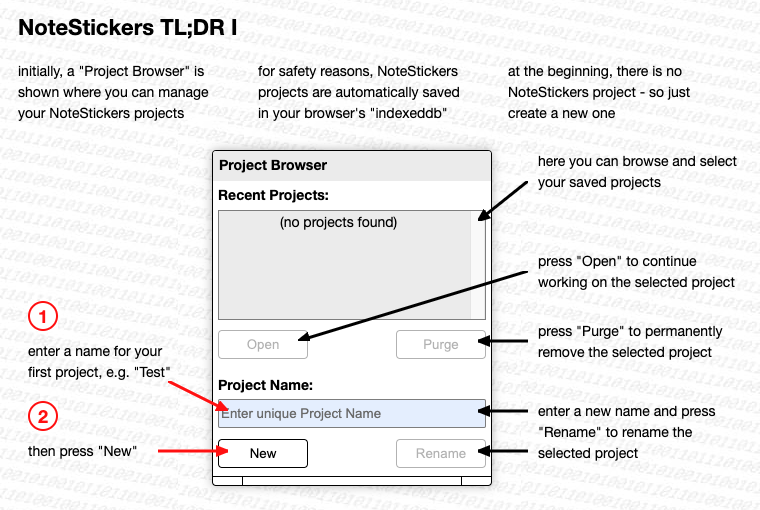 NoteStickers TL;DR I
initially, a "Project Browser" is
shown where you can manage
your NoteStickers projects
for safety reasons, NoteStickers
projects are automatically saved
in your browser's "indexeddb"
at the beginning, there is no
NoteStickers project - so just
create a new one
Project Browser
Recent Projects:
(no projects found)
Open
Purge
Project Name:
Enter unique Project Name
New
Rename
here you can browse and select
your saved projects
press "Open" to continue
working on the selected project
press "Purge" to permanently
remove the selected project
enter a new name and press
"Rename" to rename the
selected project
1
enter a name for your
first project, e.g. "Test"
2
then press "New"